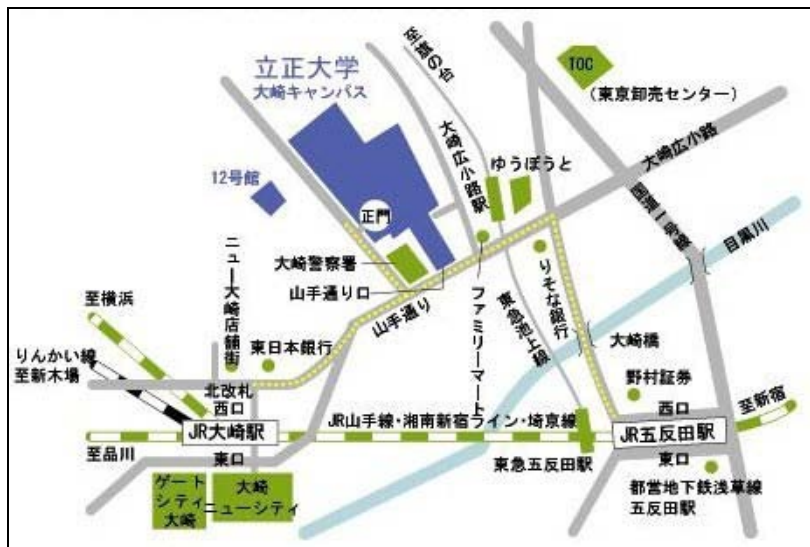 立正大学
大崎キャンパス
至旗の台
TOC
(東京卸売センター)
大崎広小路
大崎広小路駅
ゆうぽうと
12号館
正門
国道一号線
目黒川
大崎警察署
山手通り口
山手通り
ニュー大崎店舗街
ファミリーマート
りそな銀行
東急池上線
大崎橋
至横浜
りんかい線
至新木場
東日本銀行
北改札
西口
JR大崎駅
JR山手線・湘南新宿ライン・埼京線
野村証券
西口
至新宿
JR五反田駅
至品川
東口
東急五反田駅
東口
ゲート
シティ
大崎
大崎
ニューシティ
都営地下鉄浅草線
五反田駅